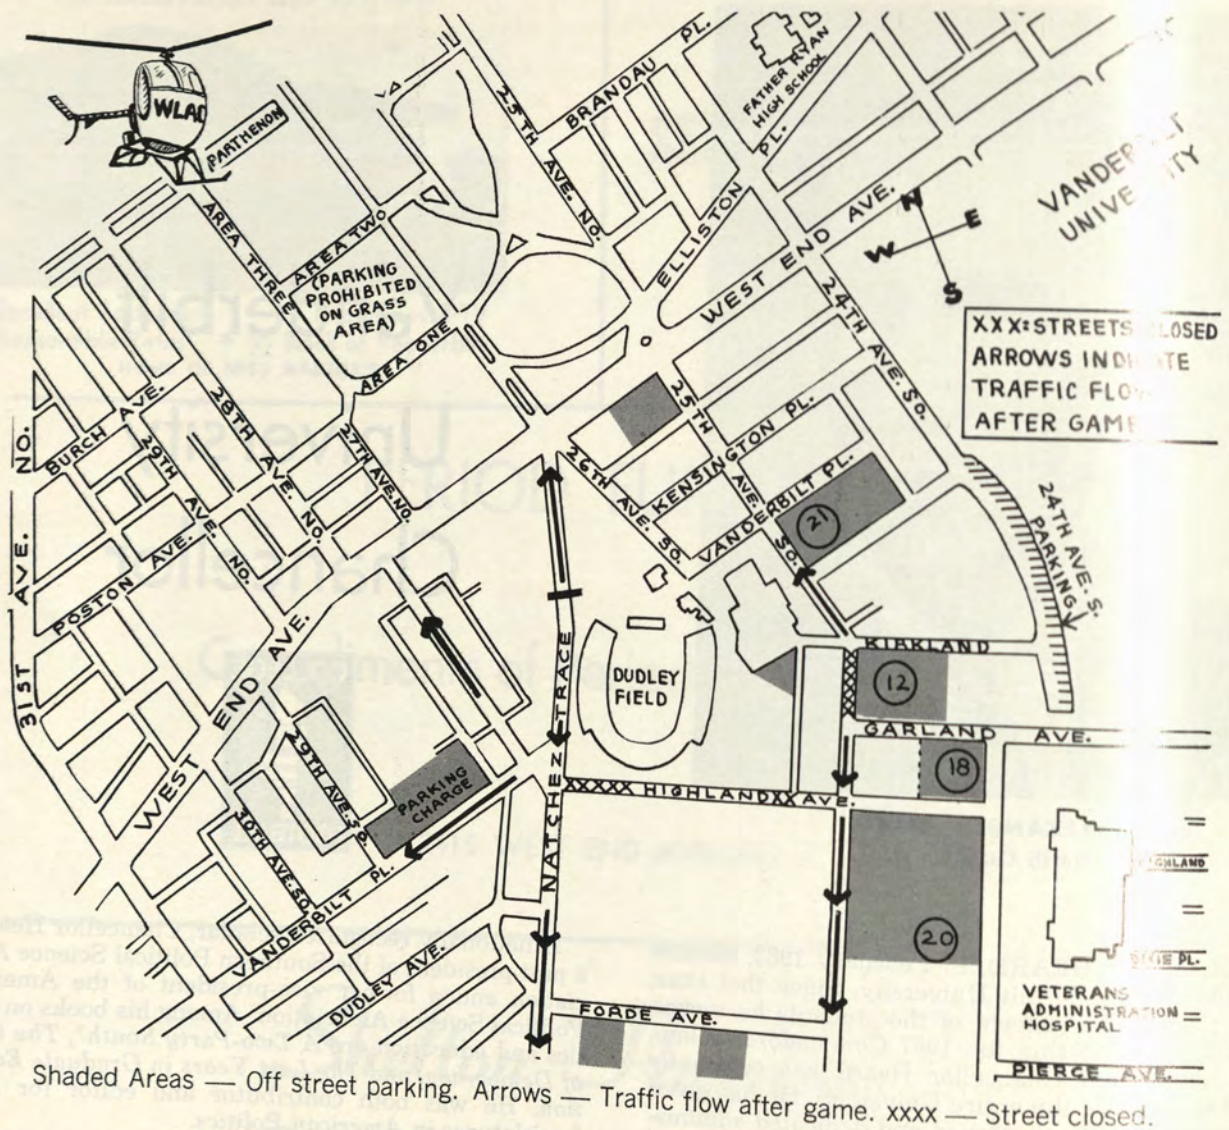 WLAC
PARTHENON
AREA THREE
AREA TWO
(PARKING
PROHIBITED
ON GRASS
AREA)
AREA ONE
25TH AVE. NO.
BRANDAU PL.
FATHER RYAN
HIGH SCHOOL
ELLISTON PL.
WEST END AVE.
VANDERBILT
UNIVERSITY
N
E
W
S
24TH AVE. SO.
XXX=STREETS CLOSED
ARROWS INDICATE
TRAFFIC FLOW
AFTER GAME
24TH AVE. S.
PARKING
BURCH AVE.
28TH AVE. NO.
29TH AVE. NO.
27TH AVE. NO.
31ST AVE. NO.
POSTON AVE.
WEST END AVE.
26TH AVE. SO.
25TH AVE. SO.
KENSINGTON PL.
VANDERBILT PL.
21
KIRKLAND
12
GARLAND AVE.
18
DUDLEY
FIELD
NATCHEZ TRACE
XXXXX HIGHLAND XX AVE.
29TH AVE. SO.
30TH AVE. SO.
PARKING
CHARGE
VANDERBILT PL.
DUDLEY AVE.
20
HIGHLAND
DIXIE PL.
VETERANS
ADMINISTRATION
HOSPITAL
FORDE AVE.
PIERCE AVE.
Shaded Areas — Off street parking. Arrows — Traffic flow after game. xxxx — Street closed.